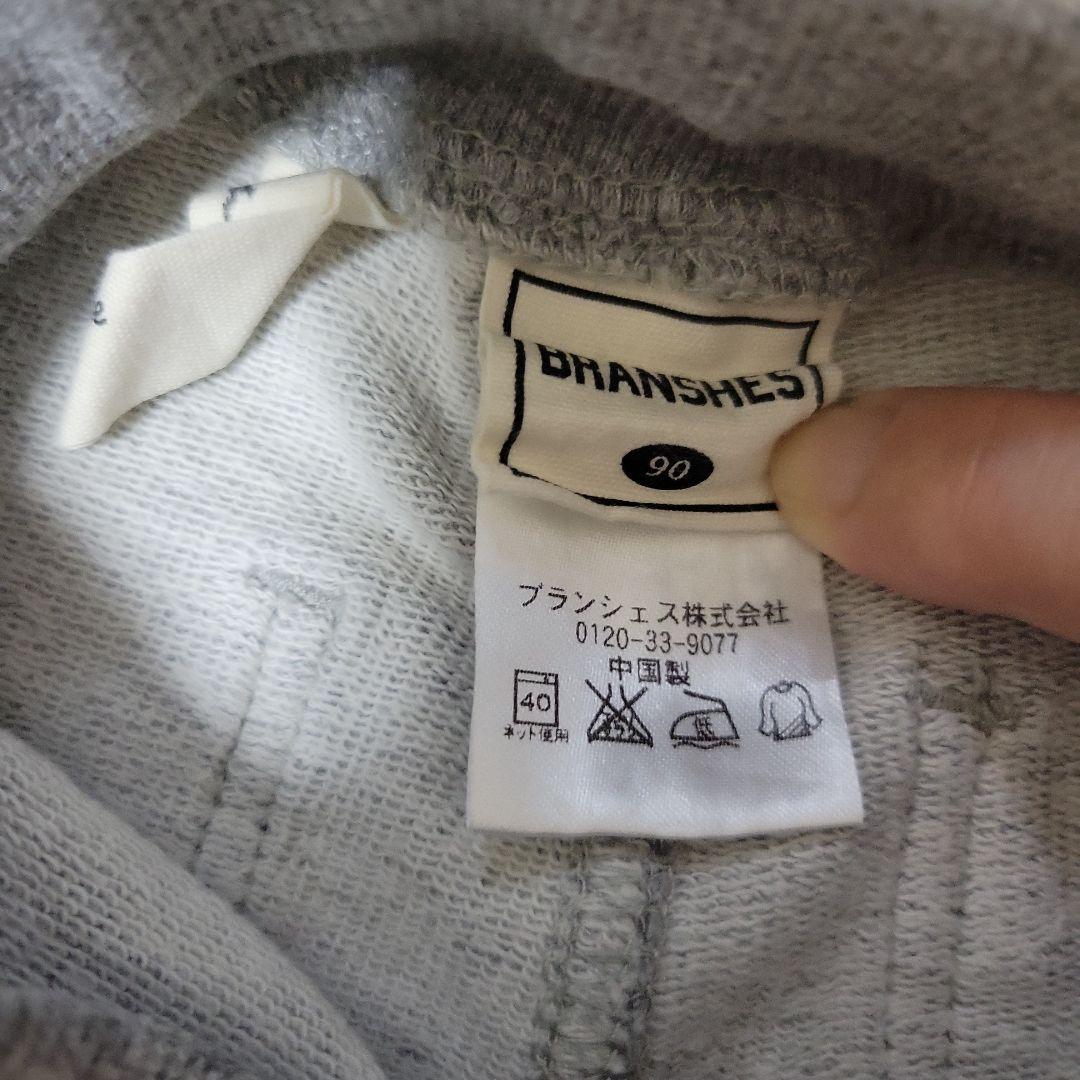 BRANSHES
90
ブランシェス株式会社
0120-33-9077
中国製
40
低
ネット使用